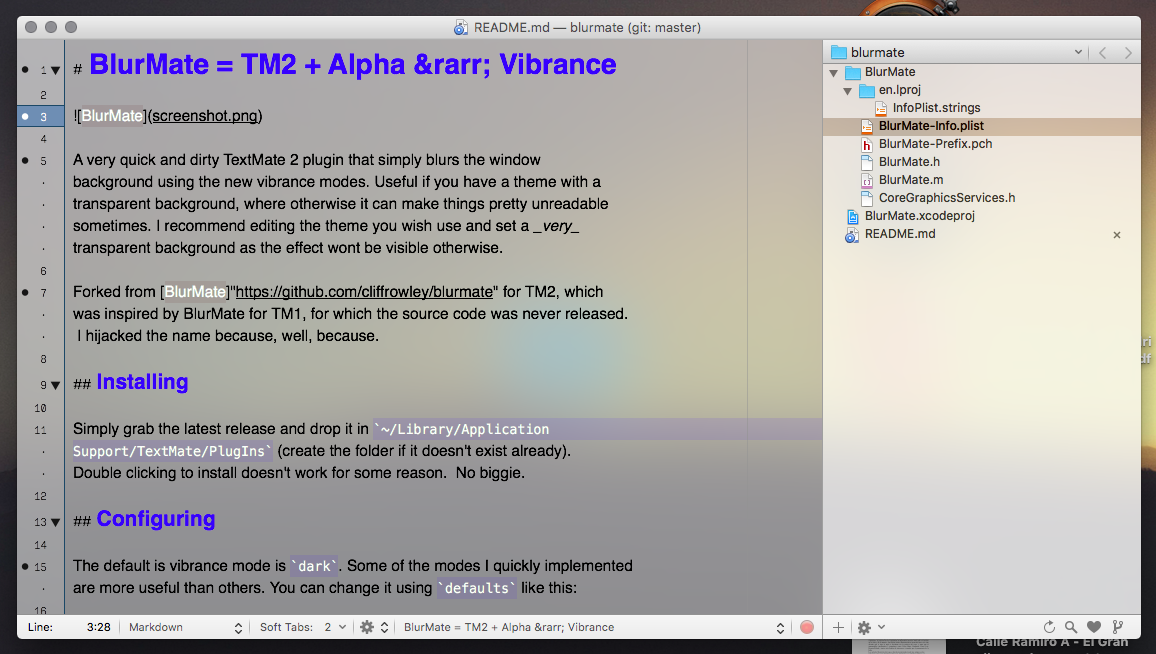 README.md — blurmate (git: master)
1 # BlurMate = TM2 + Alpha &rarr; Vibrance
2
3 ![BlurMate](screenshot.png)
4
5 A very quick and dirty TextMate 2 plugin that simply blurs the window
background using the new vibrance modes. Useful if you have a theme with a
transparent background, where otherwise it can make things pretty unreadable
sometimes. I recommend editing the theme you wish use and set a _very_
transparent background as the effect wont be visible otherwise.
6
7 Forked from [BlurMate]"https://github.com/cliffrowley/blurmate" for TM2, which
was inspired by BlurMate for TM1, for which the source code was never released.
I hijacked the name because, well, because.
8
9 ## Installing
10
11 Simply grab the latest release and drop it in `~/Library/Application
Support/TextMate/PlugIns` (create the folder if it doesn't exist already).
Double clicking to install doesn't work for some reason.  No biggie.
12
13 ## Configuring
14
15 The default is vibrance mode is `dark`. Some of the modes I quickly implemented
are more useful than others. You can change it using `defaults` like this:
16
Line: 3:28 Markdown Soft Tabs: 2 BlurMate = TM2 + Alpha &rarr; Vibrance
blurmate
BlurMate
en.lproj
InfoPlist.strings
BlurMate-Info.plist
BlurMate-Prefix.pch
BlurMate.h
BlurMate.m
CoreGraphicsServices.h
BlurMate.xcodeproj
README.md
ri
df
Calle Ramiro A - El Gran